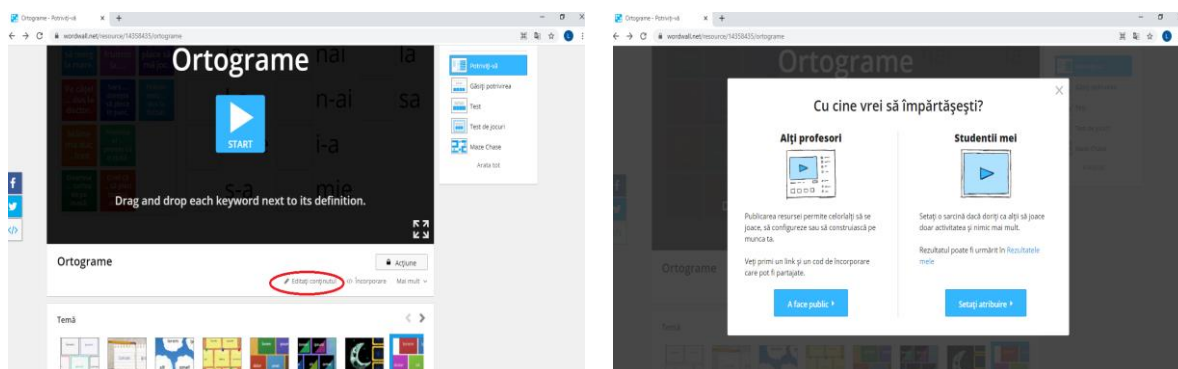 Ortograme - Potriviți-vă
wordwall.net/resource/14358435/ortograme
Ortograme
START
n-ai
i-a
s-a
mie
sa
la
nai
Drag and drop each keyword next to its definition.
Potriviți-vă
Găsiți potrivirea
Test
Test de jocuri
Maze Chase
Arata tot
Ortograme
Acțiune
Editați conținutul
Încorporare
Mai mult
Temă
Ortograme - Potriviți-vă
wordwall.net/resource/14358435/ortograme
Ortograme
Cu cine vrei să împărtășești?
Alți profesori
Publicarea resursei permite celorlalți să se
joace, să configureze sau să construiască pe
munca ta.
Veți primi un link și un cod de încorporare
care pot fi partajate.
A face public
Studentii mei
Setați o sarcină dacă doriți ca alții să joace
doar activitatea și nimic mai mult.
Rezultatul poate fi urmărit în Rezultatele
mele
Setați atribuire
Ortograme
Temă